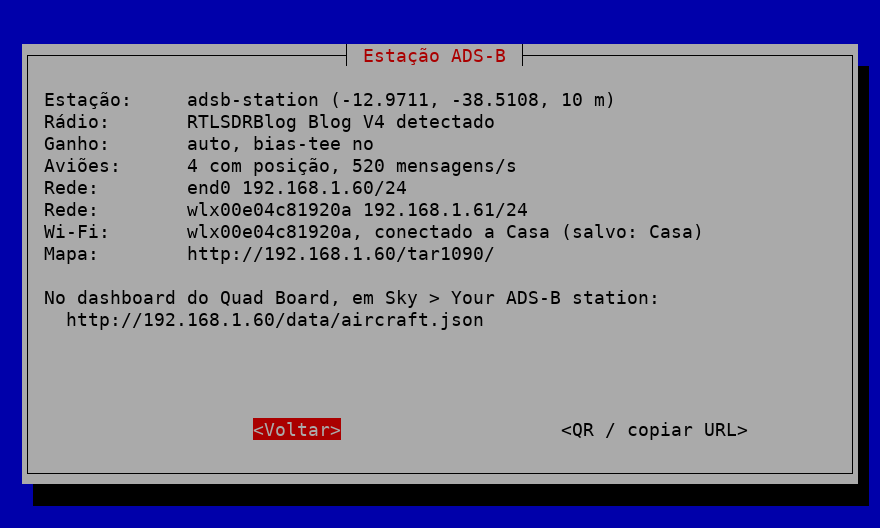 Estação ADS-B
Estação: adsb-station (-12.9711, -38.5108, 10 m)
Rádio: RTLSDRBlog Blog V4 detectado
Ganho: auto, bias-tee no
Aviões: 4 com posição, 520 mensagens/s
Rede: end0 192.168.1.60/24
Rede: wlx00e04c81920a 192.168.1.61/24
Wi-Fi: wlx00e04c81920a, conectado a Casa (salvo: Casa)
Mapa: http://192.168.1.60/tar1090/
No dashboard do Quad Board, em Sky > Your ADS-B station:
http://192.168.1.60/data/aircraft.json
<Voltar> <QR / copiar URL>